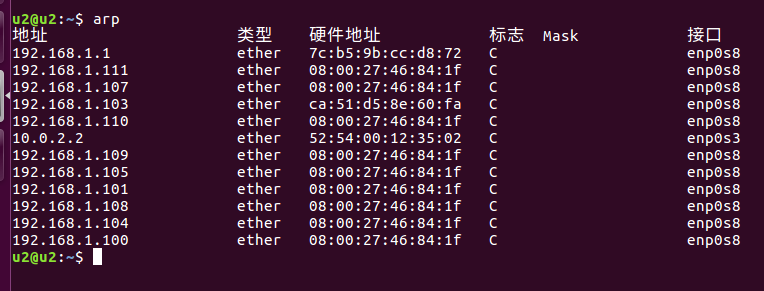 u2@u2:~$ arp
地址 类型 硬件地址 标志 Mask 接口
192.168.1.1 ether 7c:b5:9b:cc:d8:72 C enp0s8
192.168.1.111 ether 08:00:27:46:84:1f C enp0s8
192.168.1.107 ether 08:00:27:46:84:1f C enp0s8
192.168.1.103 ether ca:51:d5:8e:60:fa C enp0s8
192.168.1.110 ether 08:00:27:46:84:1f C enp0s8
10.0.2.2 ether 52:54:00:12:35:02 C enp0s3
192.168.1.109 ether 08:00:27:46:84:1f C enp0s8
192.168.1.105 ether 08:00:27:46:84:1f C enp0s8
192.168.1.101 ether 08:00:27:46:84:1f C enp0s8
192.168.1.108 ether 08:00:27:46:84:1f C enp0s8
192.168.1.104 ether 08:00:27:46:84:1f C enp0s8
192.168.1.100 ether 08:00:27:46:84:1f C enp0s8
u2@u2:~$